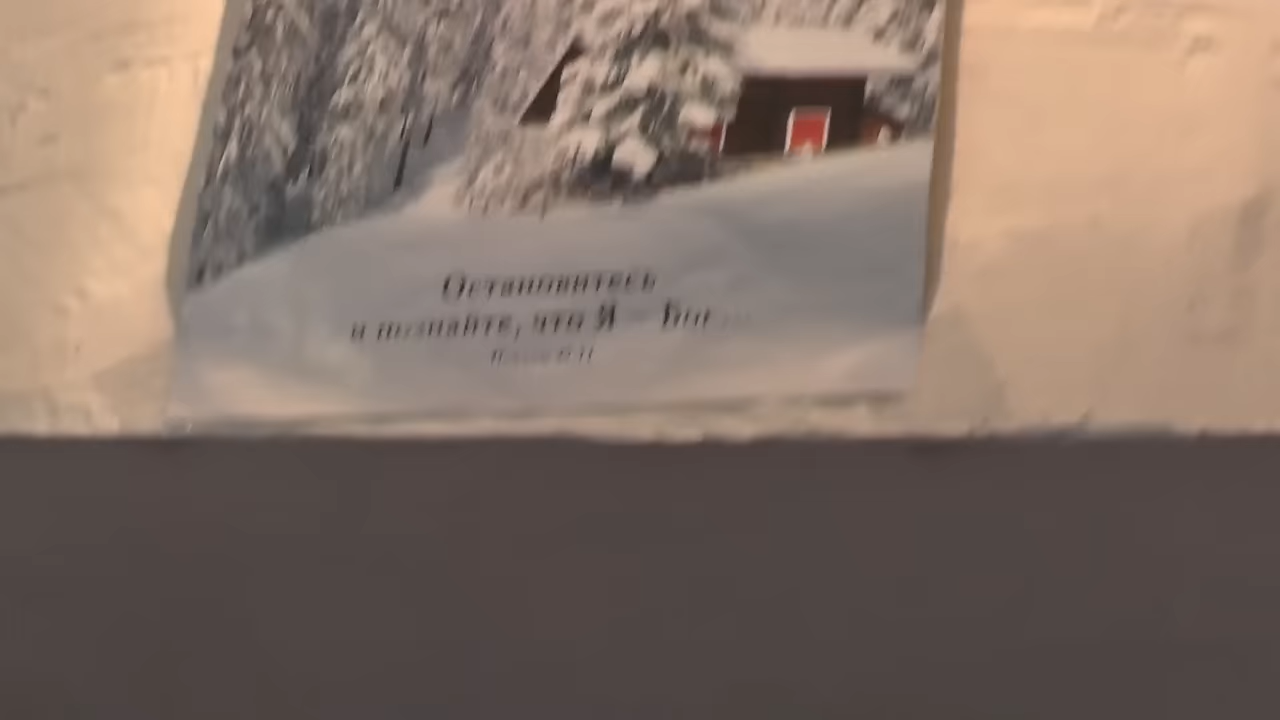 Остановитесь
и познайте, что Я – Бог...